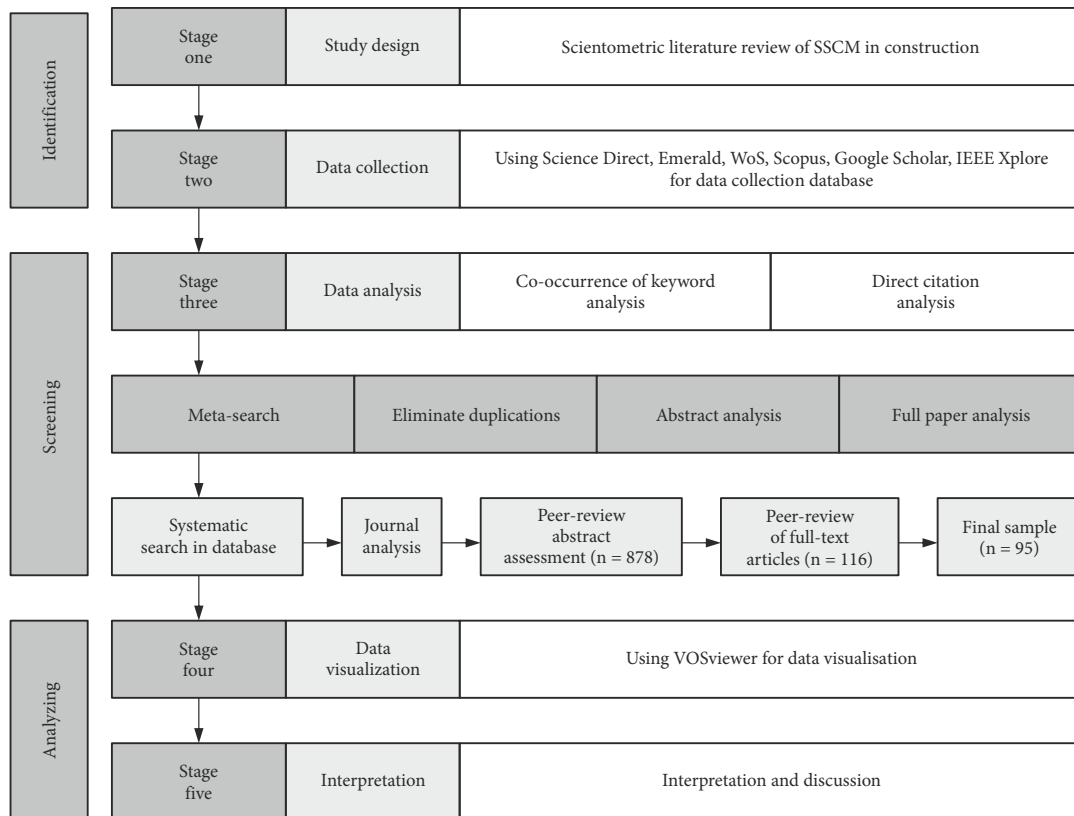 Identification
Stage
one
Study design
Scientometric literature review of SSCM in construction
Stage
two
Data collection
Using Science Direct, Emerald, WoS, Scopus, Google Scholar, IEEE Xplore
for data collection database
Screening
Stage
three
Data analysis
Co-occurrence of keyword
analysis
Direct citation
analysis
Meta-search
Eliminate duplications
Abstract analysis
Full paper analysis
Systematic
search in database
Journal
analysis
Peer-review
abstract
assessment (n = 878)
Peer-review
of full-text
articles (n = 116)
Final sample
(n = 95)
Analyzing
Stage
four
Data
visualization
Using VOSviewer for data visualisation
Stage
five
Interpretation
Interpretation and discussion